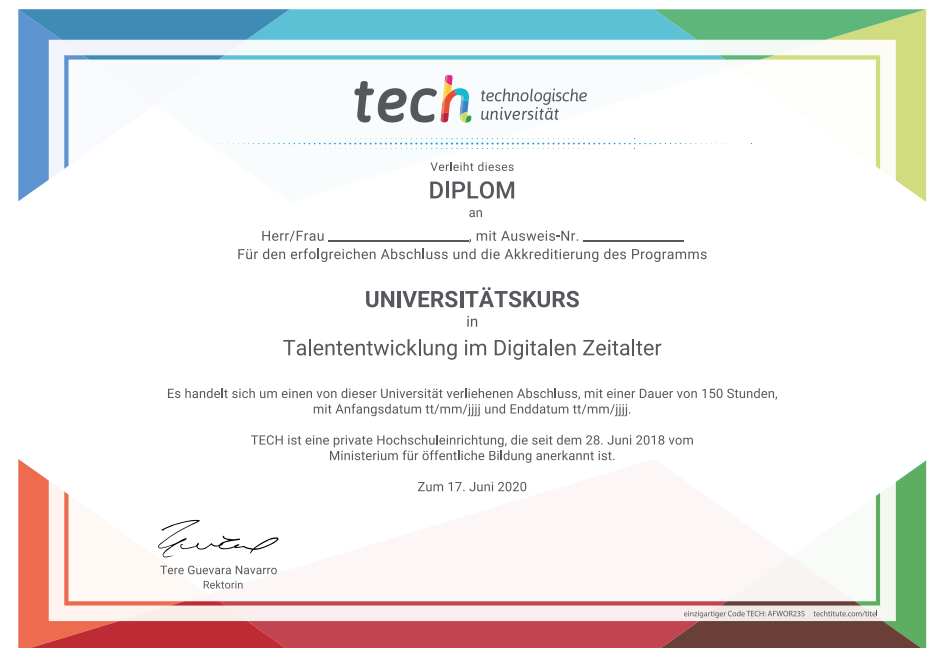 tech technologische
universität
Verleiht dieses
DIPLOM
an
Herr/Frau ____________________, mit Ausweis-Nr. ______________
Für den erfolgreichen Abschluss und die Akkreditierung des Programms
UNIVERSITÄTSKURS
in
Talententwicklung im Digitalen Zeitalter
Es handelt sich um einen von dieser Universität verliehenen Abschluss, mit einer Dauer von 150 Stunden,
mit Anfangsdatum tt/mm/jjjj und Enddatum tt/mm/jjjj.
TECH ist eine private Hochschuleinrichtung, die seit dem 28. Juni 2018 vom
Ministerium für öffentliche Bildung anerkannt ist.
Zum 17. Juni 2020
Tere Guevara Navarro
Rektorin
einzigartiger Code TECH: AFWOR23S techtitute.com/titel